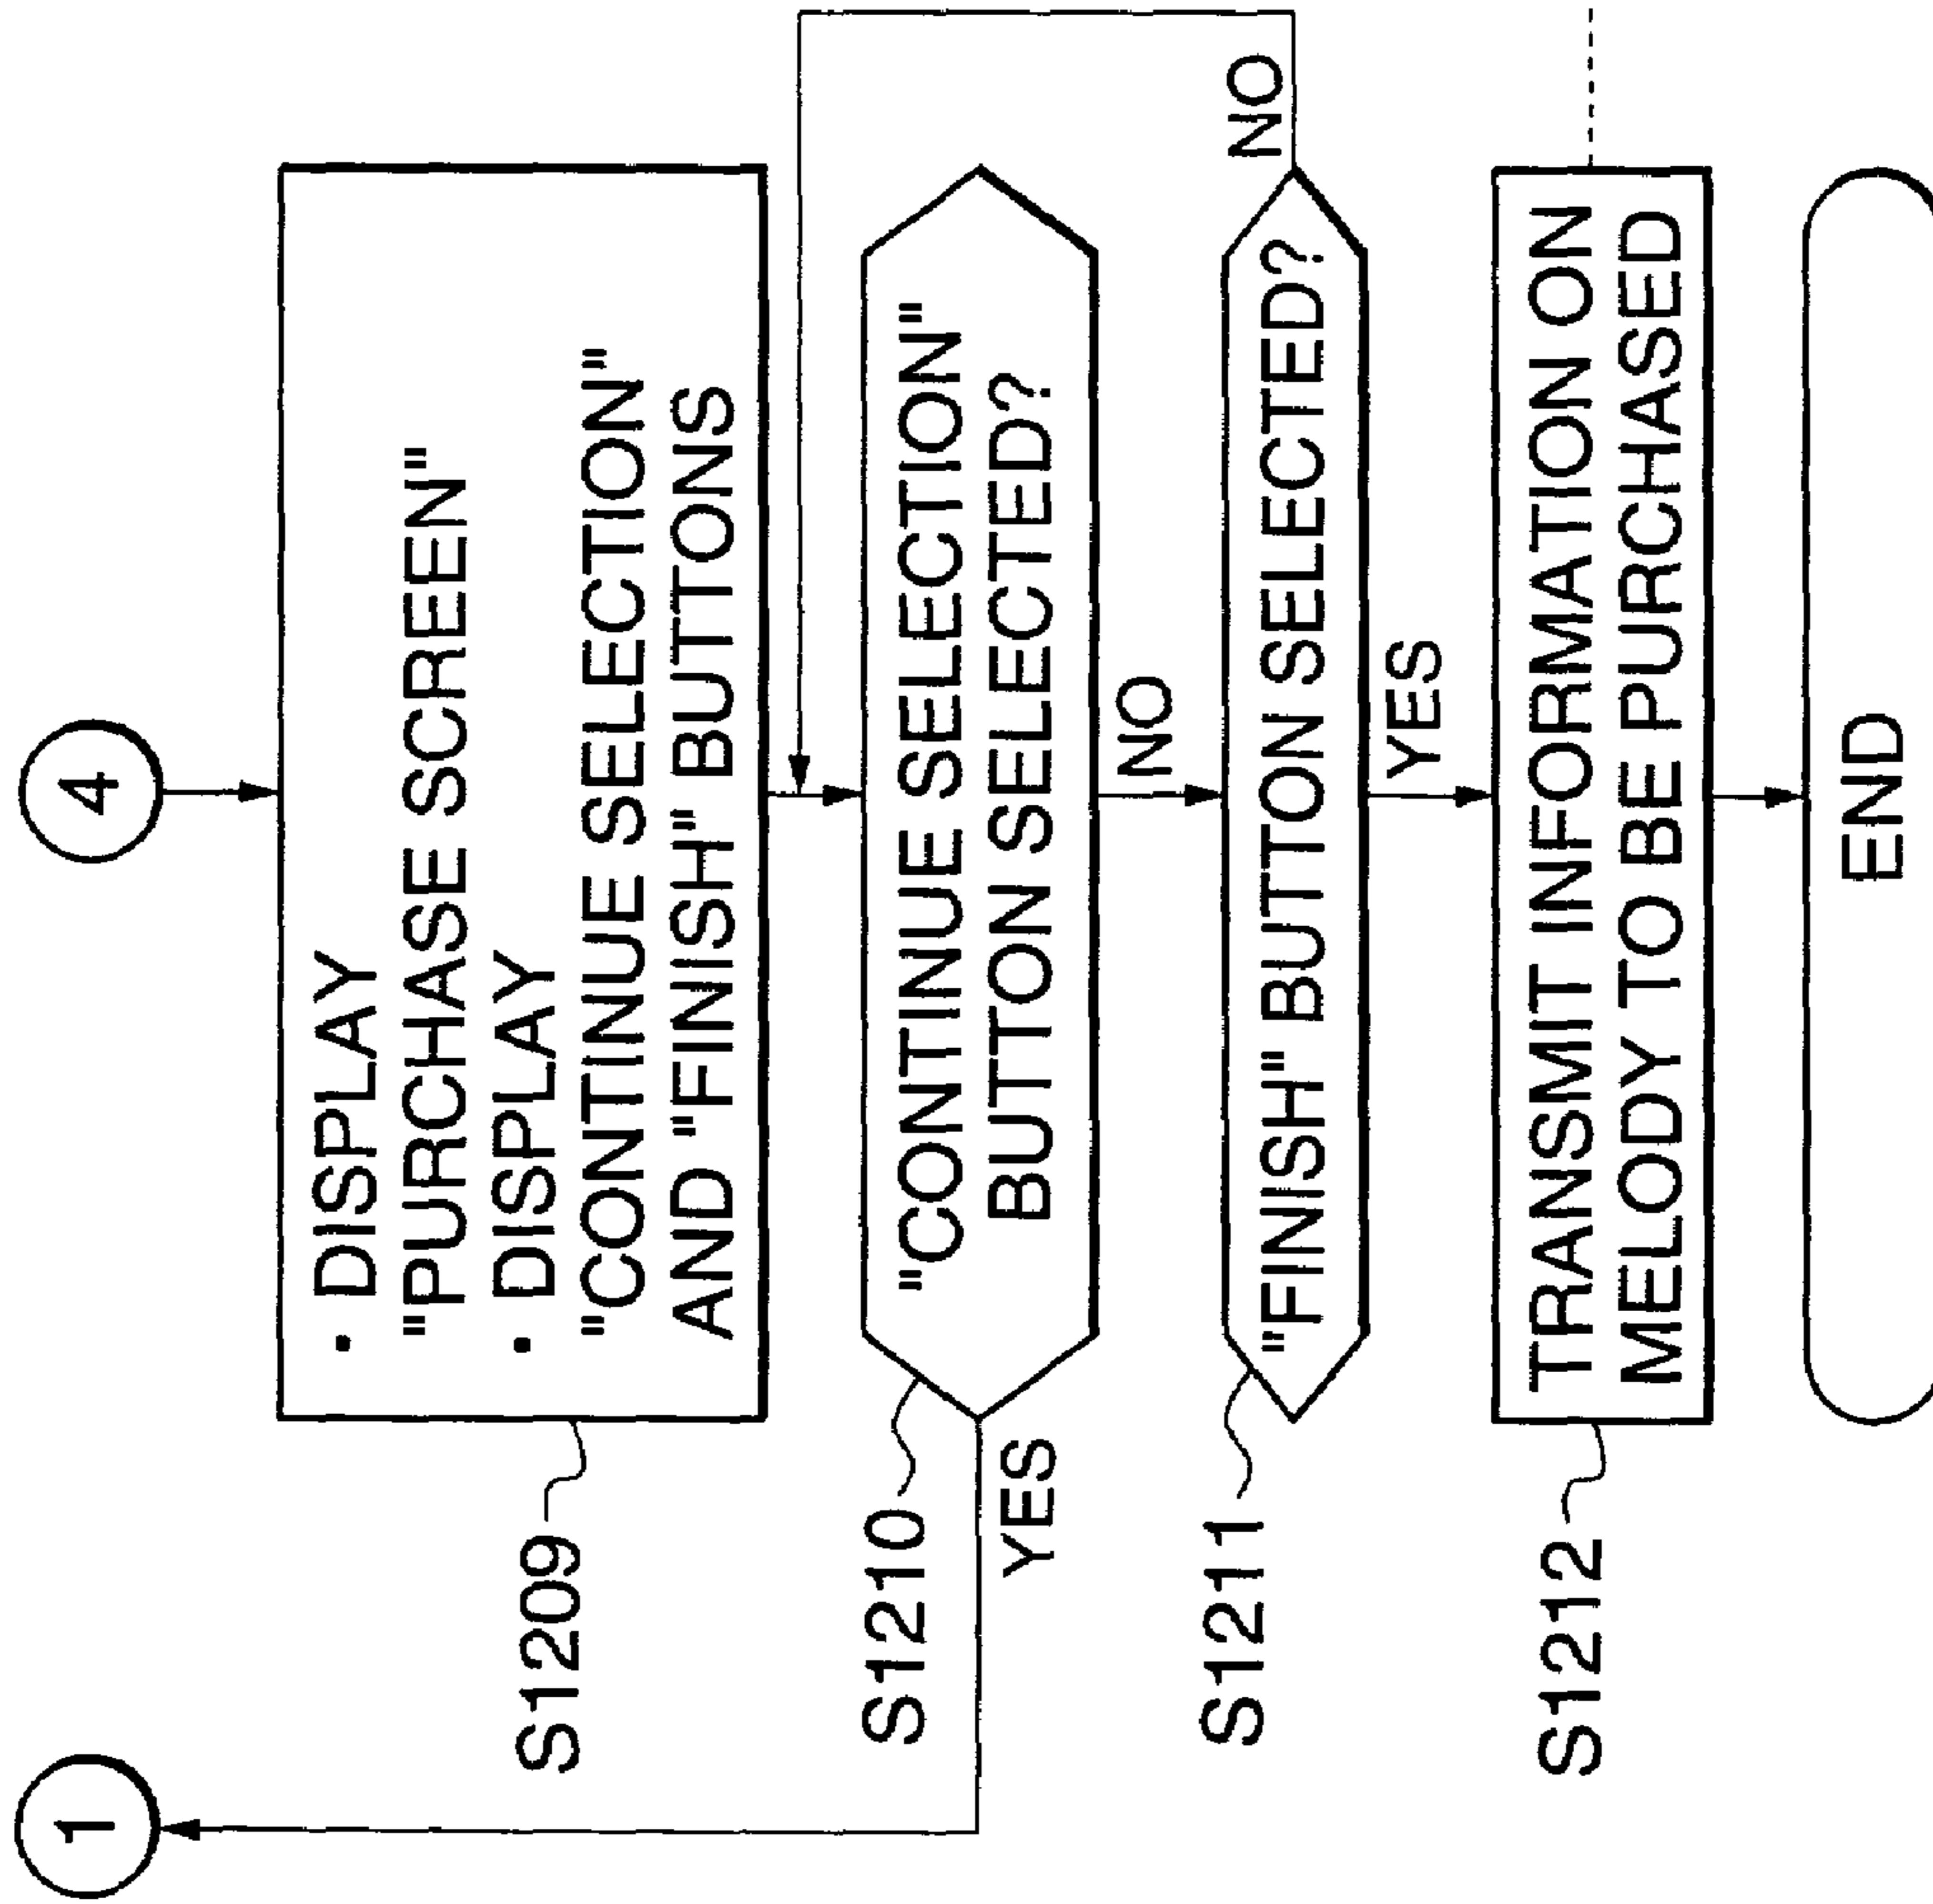 4
1
S1209
· DISPLAY
"PURCHASE SCREEN"
· DISPLAY
"CONTINUE SELECTION"
AND "FINISH" BUTTONS
S1210
"CONTINUE SELECTION"
BUTTON SELECTED?
YES
NO
S1211
"FINISH" BUTTON SELECTED?
NO
YES
S1212
TRANSMIT INFORMATION ON
MELODY TO BE PURCHASED
END